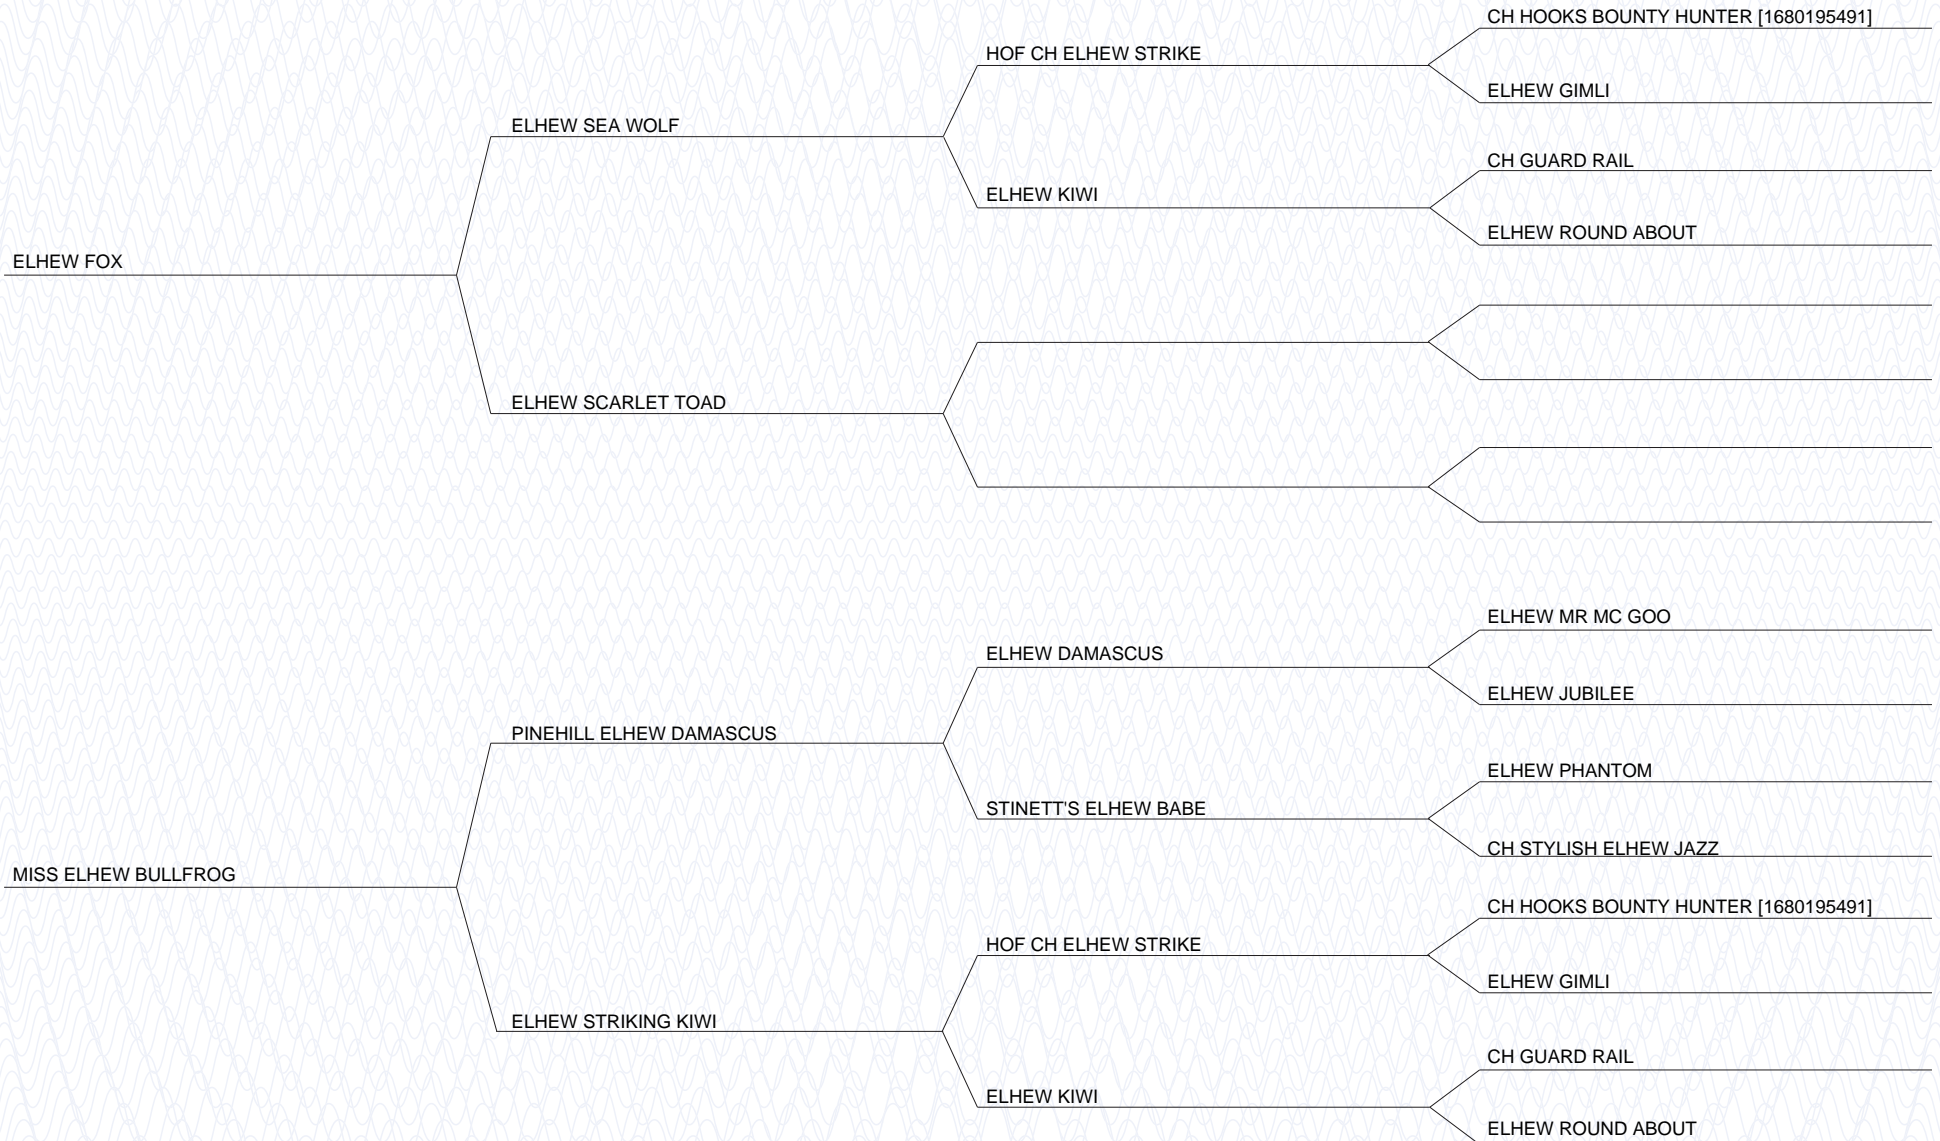 CH HOOKS BOUNTY HUNTER [1680195491]
HOF CH ELHEW STRIKE
ELHEW GIMLI
ELHEW SEA WOLF
CH GUARD RAIL
ELHEW KIWI
ELHEW ROUND ABOUT
ELHEW FOX
ELHEW SCARLET TOAD
ELHEW MR MC GOO
ELHEW DAMASCUS
ELHEW JUBILEE
PINEHILL ELHEW DAMASCUS
ELHEW PHANTOM
STINETT'S ELHEW BABE
CH STYLISH ELHEW JAZZ
MISS ELHEW BULLFROG
CH HOOKS BOUNTY HUNTER [1680195491]
HOF CH ELHEW STRIKE
ELHEW GIMLI
ELHEW STRIKING KIWI
CH GUARD RAIL
ELHEW KIWI
ELHEW ROUND ABOUT